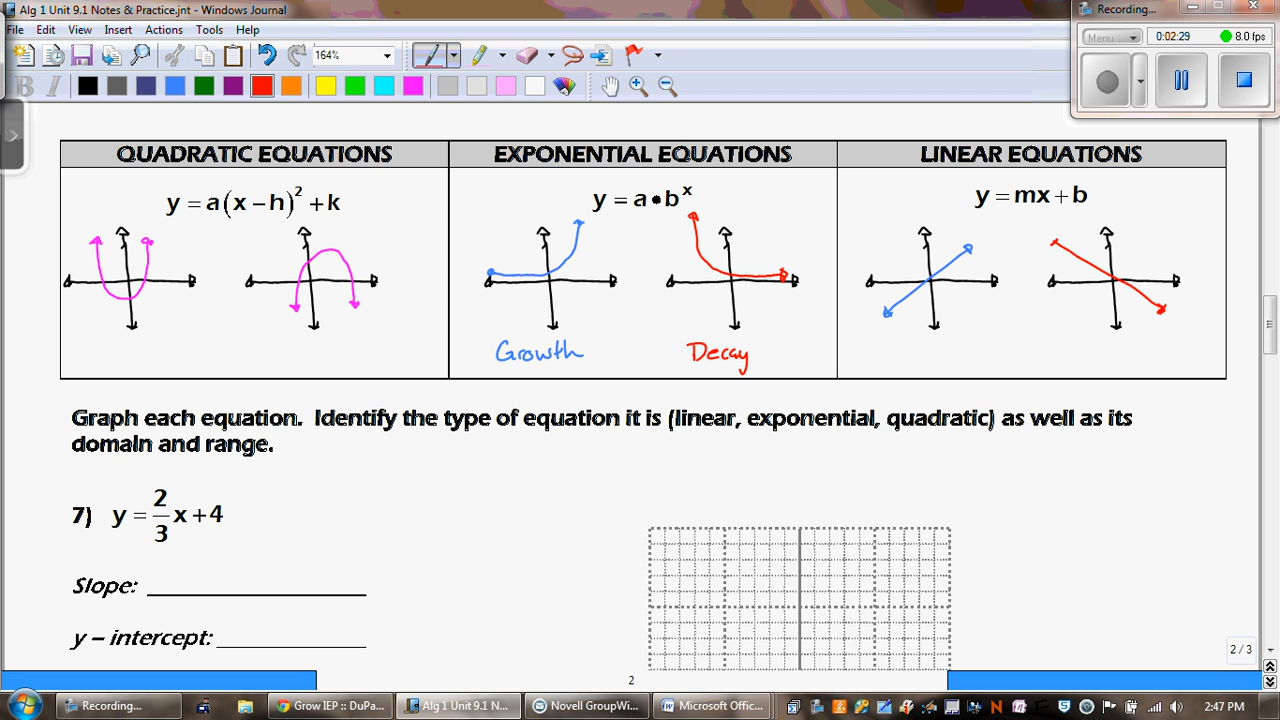 Alg 1 Unit 9.1 Notes & Practice.jnt - Windows Journal
File Edit View Insert Actions Tools Help
164%
B I
Recording...
Menu 00:02:29 8.0 fps
QUADRATIC EQUATIONS EXPONENTIAL EQUATIONS LINEAR EQUATIONS
y = a(x – h)² + k y = a • bˣ y = mx + b
Growth Decay
Graph each equation. Identify the type of equation it is (linear, exponential, quadratic) as well as its
domain and range.
7) y = 2/3 x + 4
Slope: ____________________
y – intercept: ______________
2
2 / 3
Recording... Grow IEP :: DuPa... Alg 1 Unit 9.1 N... Novell GroupWi... Microsoft Offic... 2:47 PM